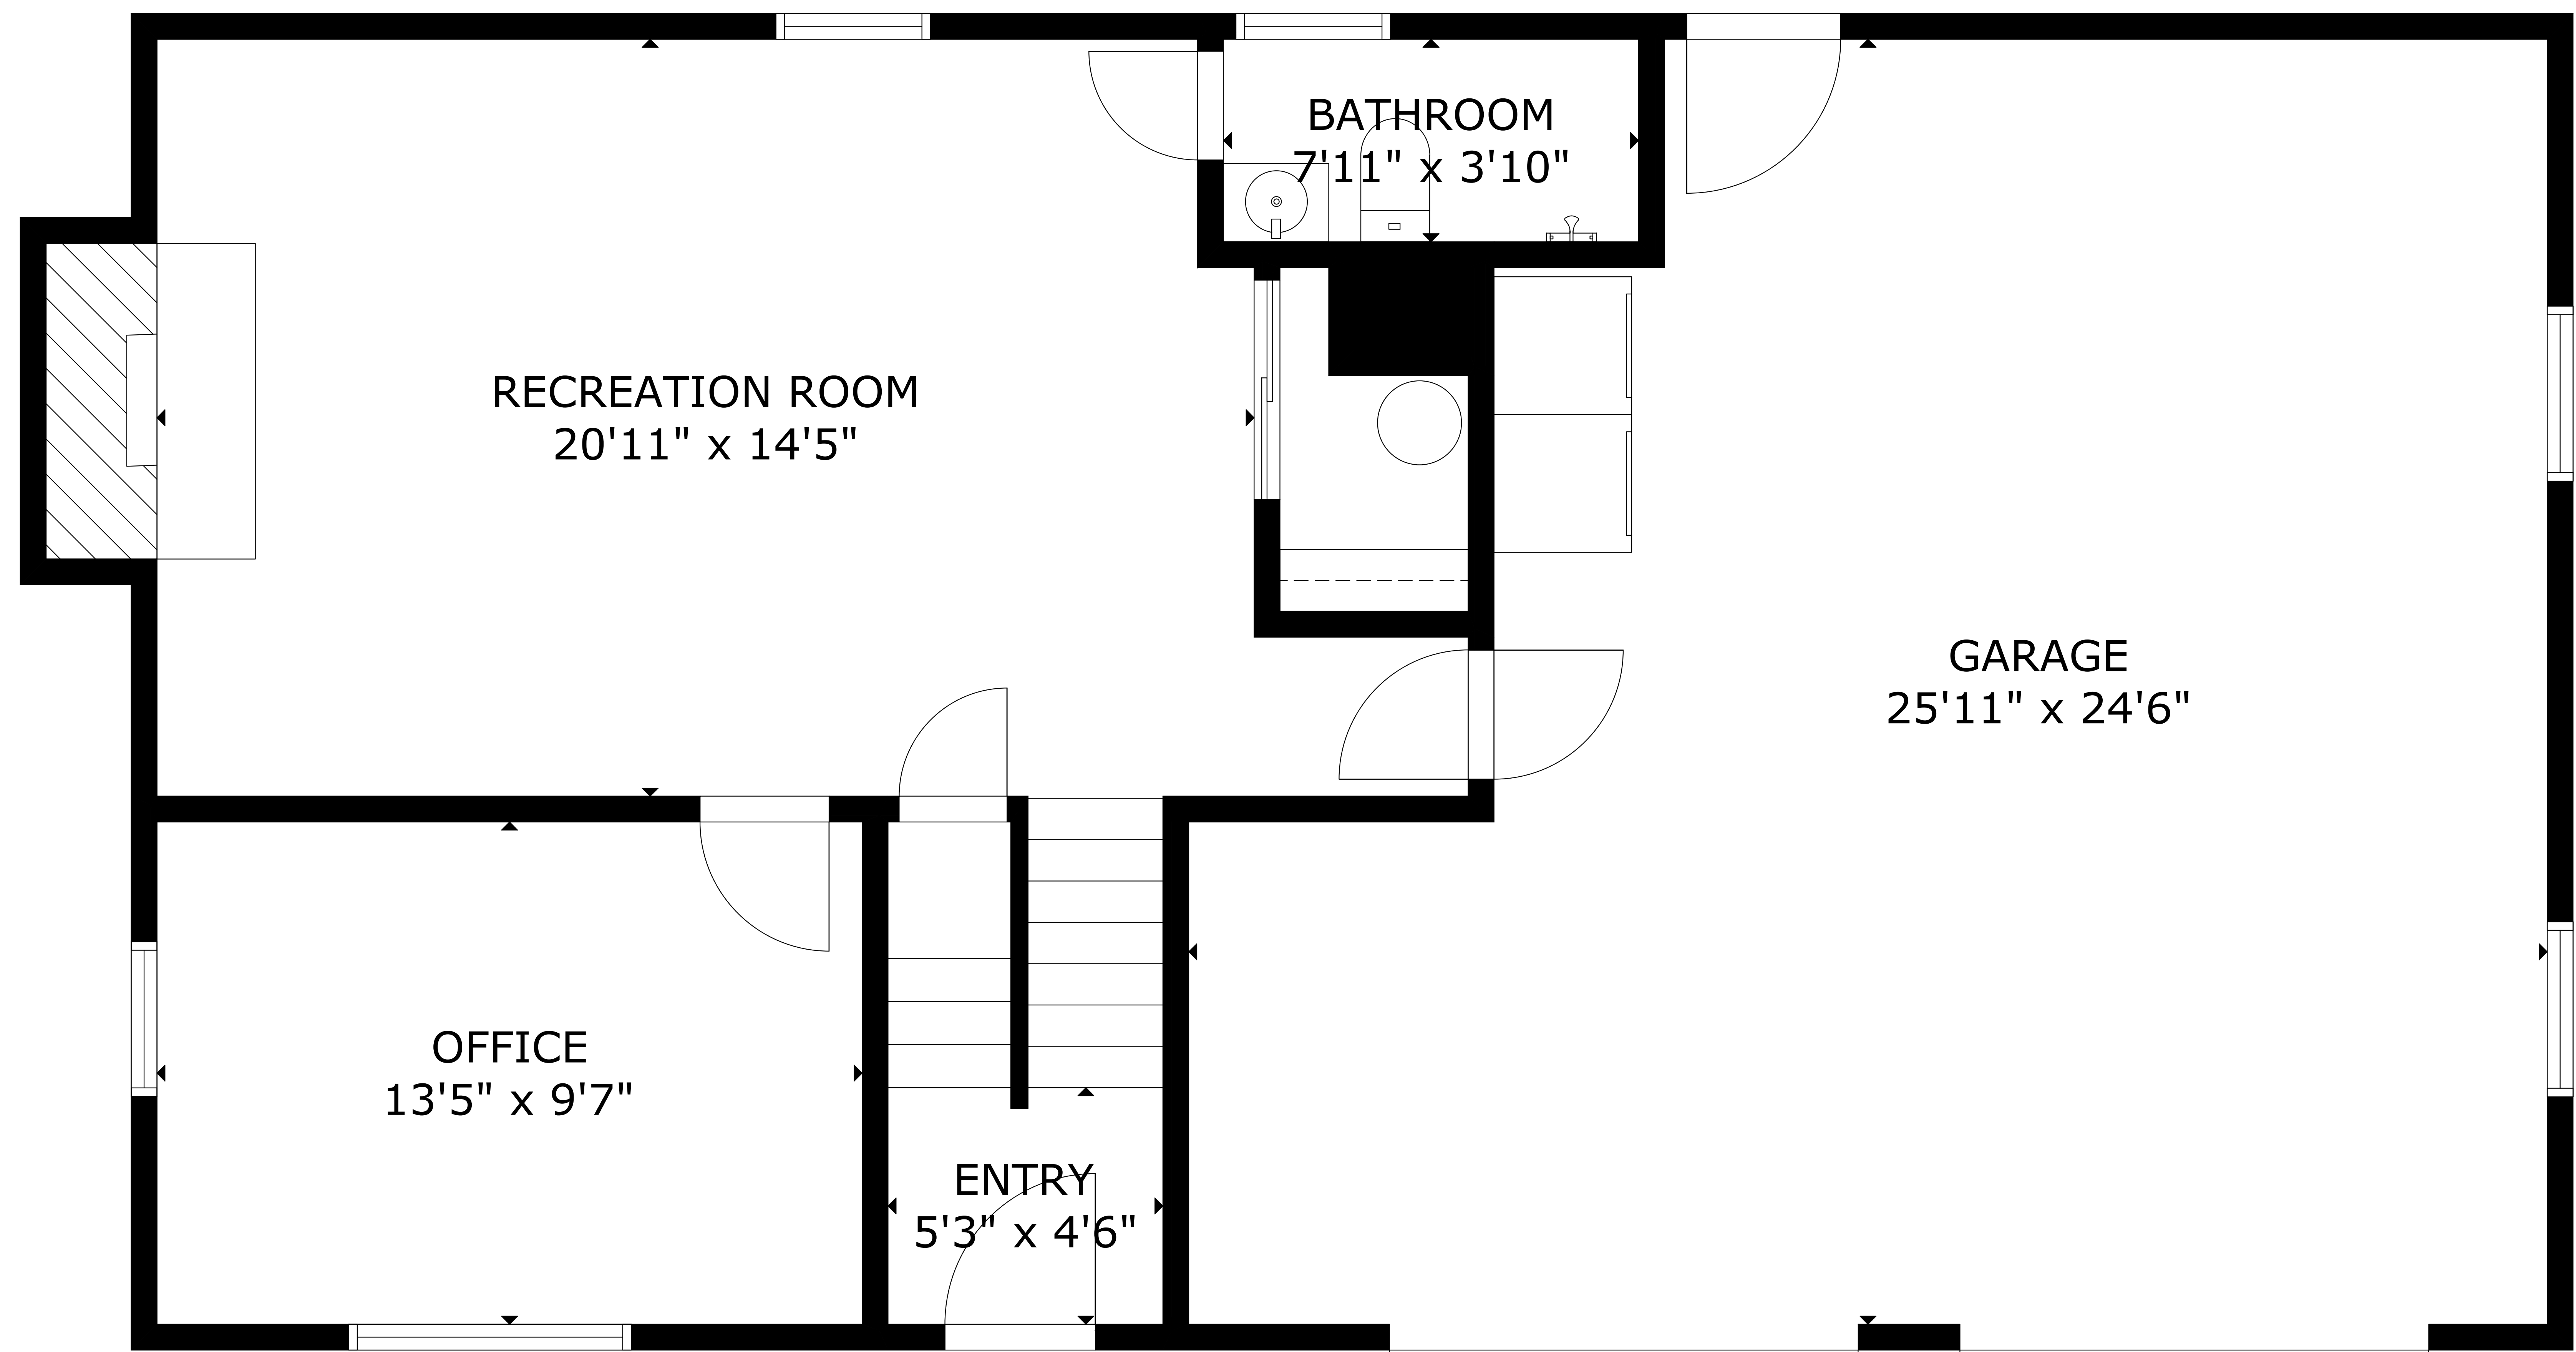 BATHROOM
7'11" x 3'10"
RECREATION ROOM
20'11" x 14'5"
GARAGE
25'11" x 24'6"
OFFICE
13'5" x 9'7"
ENTRY
5'3" x 4'6"